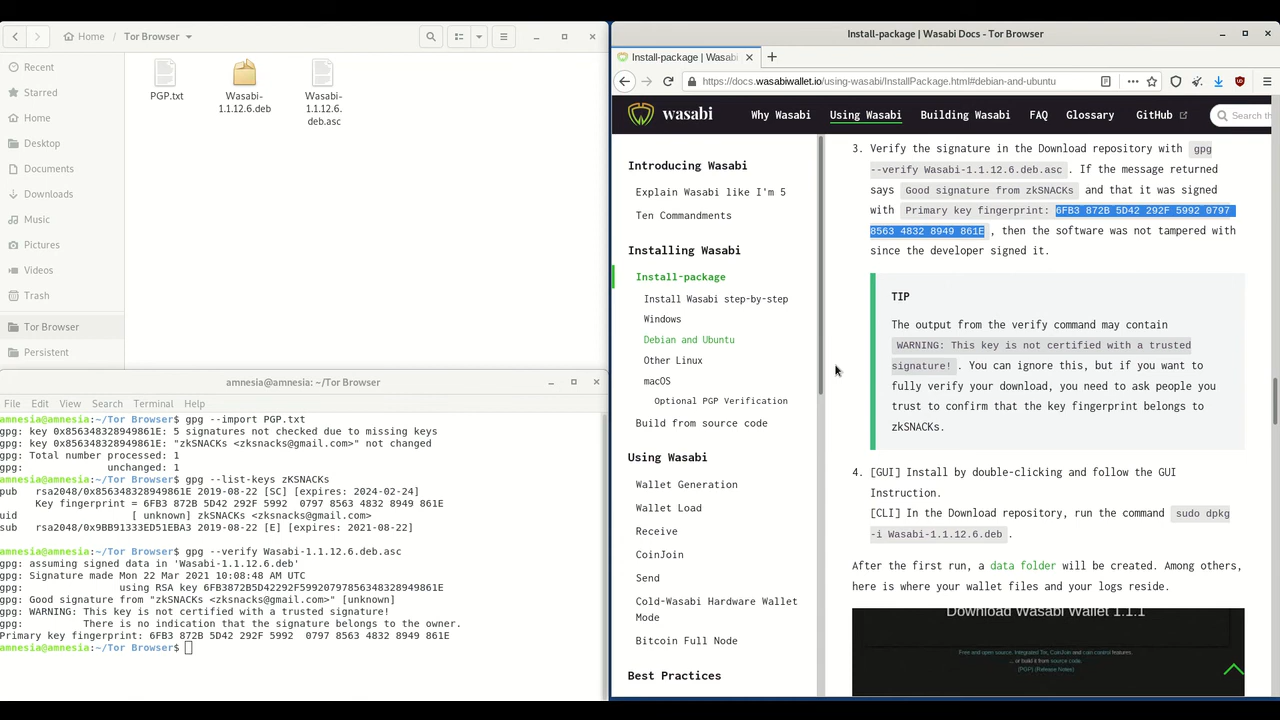 Home
Tor Browser
Recent
Starred
Home
Desktop
Documents
Downloads
Music
Pictures
Videos
Trash
Tor Browser
Persistent
PGP.txt
Wasabi-
1.1.12.6.deb
Wasabi-
1.1.12.6.
deb.asc
amnesia@amnesia: ~/Tor Browser
File Edit View Search Terminal Help
amnesia@amnesia:~/Tor Browser$ gpg --import PGP.txt
gpg: key 0x856348328949861E: 5 signatures not checked due to missing keys
gpg: key 0x856348328949861E: "zkSNACKs <zksnacks@gmail.com>" not changed
gpg: Total number processed: 1
gpg:              unchanged: 1
amnesia@amnesia:~/Tor Browser$ gpg --list-keys zKSNACKs
pub   rsa2048/0x856348328949861E 2019-08-22 [SC] [expires: 2024-02-24]
      Key fingerprint = 6FB3 872B 5D42 292F 5992  0797 8563 4832 8949 861E
uid                   [ unknown] zkSNACKs <zksnacks@gmail.com>
sub   rsa2048/0x9BB91333ED51EBA3 2019-08-22 [E] [expires: 2021-08-22]
amnesia@amnesia:~/Tor Browser$ gpg --verify Wasabi-1.1.12.6.deb.asc
gpg: assuming signed data in 'Wasabi-1.1.12.6.deb'
gpg: Signature made Mon 22 Mar 2021 10:08:48 AM UTC
gpg:                using RSA key 6FB3872B5D42292F59920797856348328949861E
gpg: Good signature from "zkSNACKs <zksnacks@gmail.com>" [unknown]
gpg: WARNING: This key is not certified with a trusted signature!
gpg:          There is no indication that the signature belongs to the owner.
Primary key fingerprint: 6FB3 872B 5D42 292F 5992  0797 8563 4832 8949 861E
amnesia@amnesia:~/Tor Browser$
Install-package | Wasabi Docs - Tor Browser
Install-package | Wasabi
https://docs.wasabiwallet.io/using-wasabi/InstallPackage.html#debian-and-ubuntu
wasabi
Why Wasabi Using Wasabi Building Wasabi FAQ Glossary GitHub
Search th
Introducing Wasabi
Explain Wasabi like I'm 5
Ten Commandments
Installing Wasabi
Install-package
Install Wasabi step-by-step
Windows
Debian and Ubuntu
Other Linux
macOS
Optional PGP Verification
Build from source code
Using Wasabi
Wallet Generation
Wallet Load
Receive
CoinJoin
Send
Cold-Wasabi Hardware Wallet
Mode
Bitcoin Full Node
Best Practices
3. Verify the signature in the Download repository with gpg
--verify Wasabi-1.1.12.6.deb.asc . If the message returned
says Good signature from zkSNACKs and that it was signed
with Primary key fingerprint: 6FB3 872B 5D42 292F 5992 0797
8563 4832 8949 861E , then the software was not tampered with
since the developer signed it.
TIP
The output from the verify command may contain
WARNING: This key is not certified with a trusted
signature! . You can ignore this, but if you want to
fully verify your download, you need to ask people you
trust to confirm that the key fingerprint belongs to
zkSNACKs.
4. [GUI] Install by double-clicking and follow the GUI
Instruction.
[CLI] In the Download repository, run the command sudo dpkg
-i Wasabi-1.1.12.6.deb .
After the first run, a data folder will be created. Among others,
here is where your wallet files and your logs reside.
Download Wasabi Wallet 1.1.1
Free and open source. Integrated Tor, CoinJoin and coin control features.
... or build it from source code.
(PGP) (Release Notes)